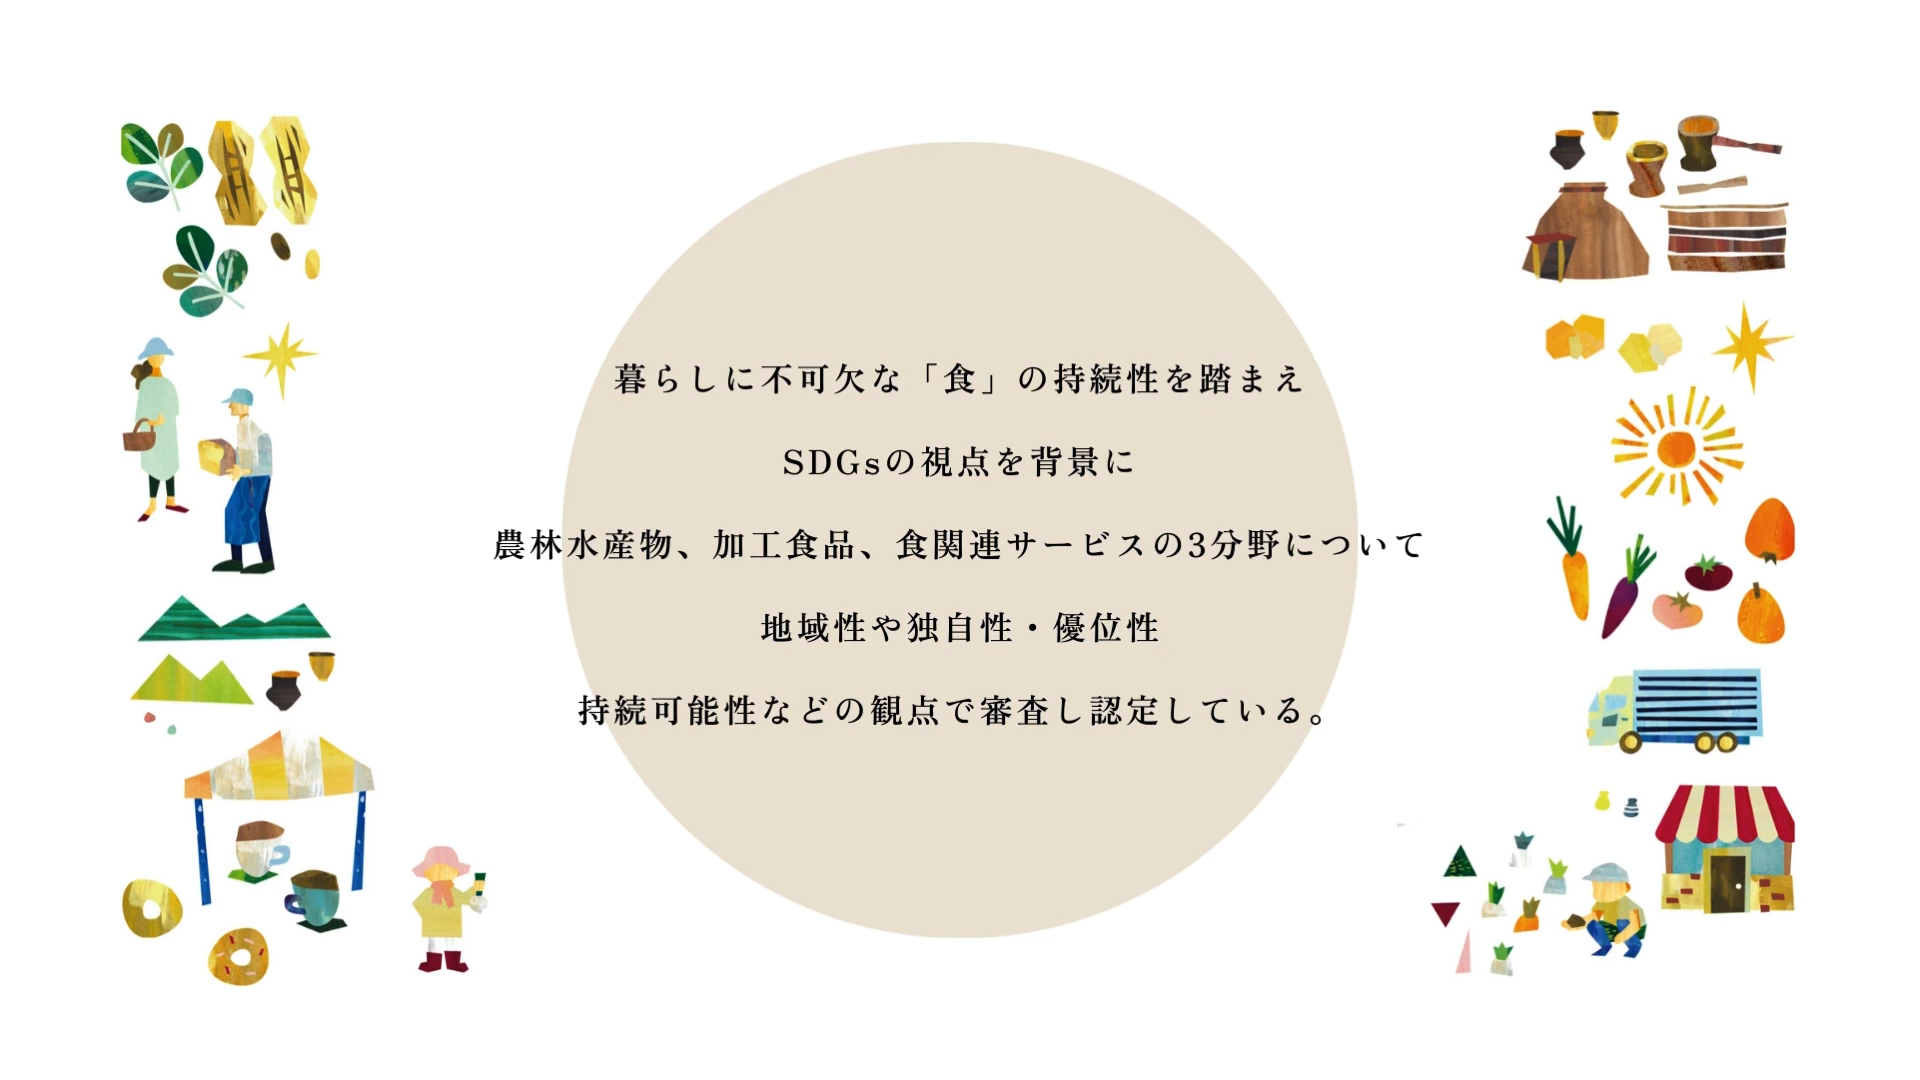 暮らしに不可欠な「食」の持続性を踏まえ
SDGsの視点を背景に
農林水産物、加工食品、食関連サービスの3分野について
地域性や独自性・優位性
持続可能性などの観点で審査し認定している。